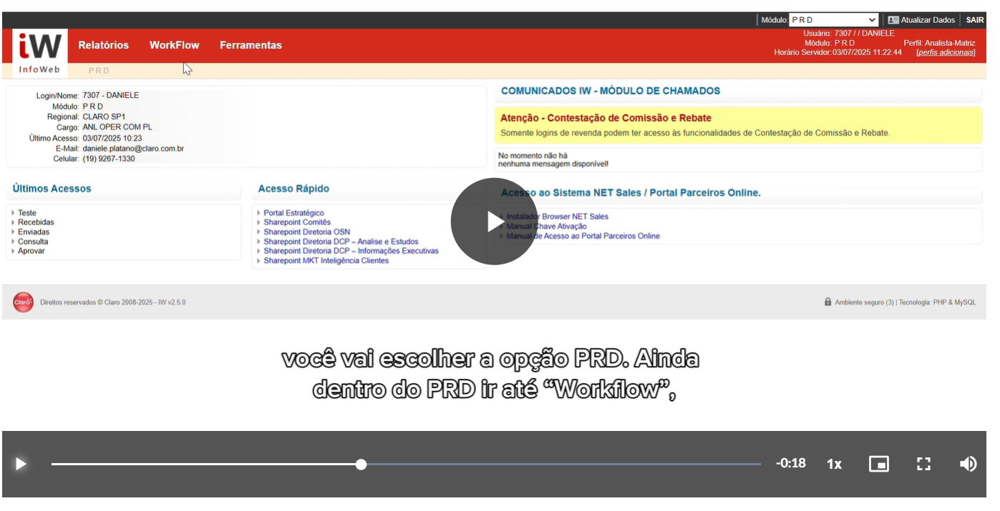 Módulo: P R D
Atualizar Dados
SAIR
iW
InfoWeb
Relatórios
WorkFlow
Ferramentas
Usuário: 7307 / / DANIELE
Módulo: P R D
Perfil: Analista-Matriz
Horário Servidor: 03/07/2025 11:22:44
[perfis adicionais]
P R D
Login/Nome: 7307 - DANIELE
Módulo: P R D
Regional: CLARO SP1
Cargo: ANL OPER COM PL
Último Acesso: 03/07/2025 10:23
E-Mail: daniele.platano@claro.com.br
Celular: (19) 9267-1330
COMUNICADOS IW - MÓDULO DE CHAMADOS
Atenção - Contestação de Comissão e Rebate
Somente logins de revenda podem ter acesso às funcionalidades de Contestação de Comissão e Rebate.
No momento não há
nenhuma mensagem disponível!
Últimos Acessos
Teste
Recebidas
Enviadas
Consulta
Aprovar
Acesso Rápido
Portal Estratégico
Sharepoint Comitês
Sharepoint Diretoria OSN
Sharepoint Diretoria DCP – Analise e Estudos
Sharepoint Diretoria DCP – Informações Executivas
Sharepoint MKT Inteligência Clientes
Acesso ao Sistema NET Sales / Portal Parceiros Online.
Instalador Browser NET Sales
Manual Chave Ativação
Manual de Acesso ao Portal Parceiros Online
Claro
Direitos reservados © Claro 2008-2025 - IW v2.5.0
Ambiente seguro (3) | Tecnologia: PHP & MySQL
você vai escolher a opção PRD. Ainda
dentro do PRD ir até “Workflow”,
-0:18
1x